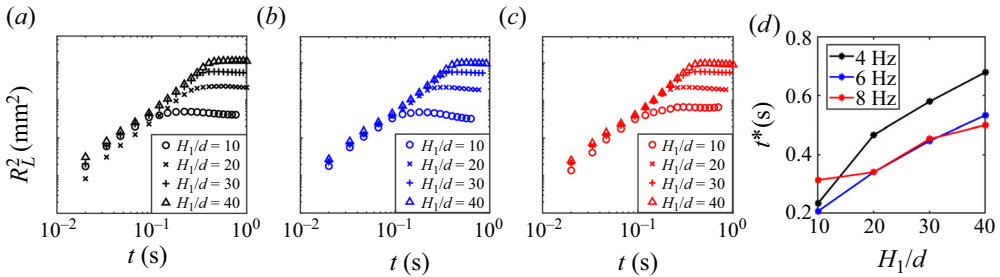 (a)
R_L^2 (mm^2)
H_1/d = 10
H_1/d = 20
H_1/d = 30
H_1/d = 40
10^-2 10^-1 10^0
t (s)
(b)
H_1/d = 10
H_1/d = 20
H_1/d = 30
H_1/d = 40
10^-2 10^-1 10^0
t (s)
(c)
H_1/d = 10
H_1/d = 20
H_1/d = 30
H_1/d = 40
10^-2 10^-1 10^0
t (s)
(d)
4 Hz
6 Hz
8 Hz
t*(s)
0.8
0.6
0.4
0.2
10 20 30 40
H_1/d